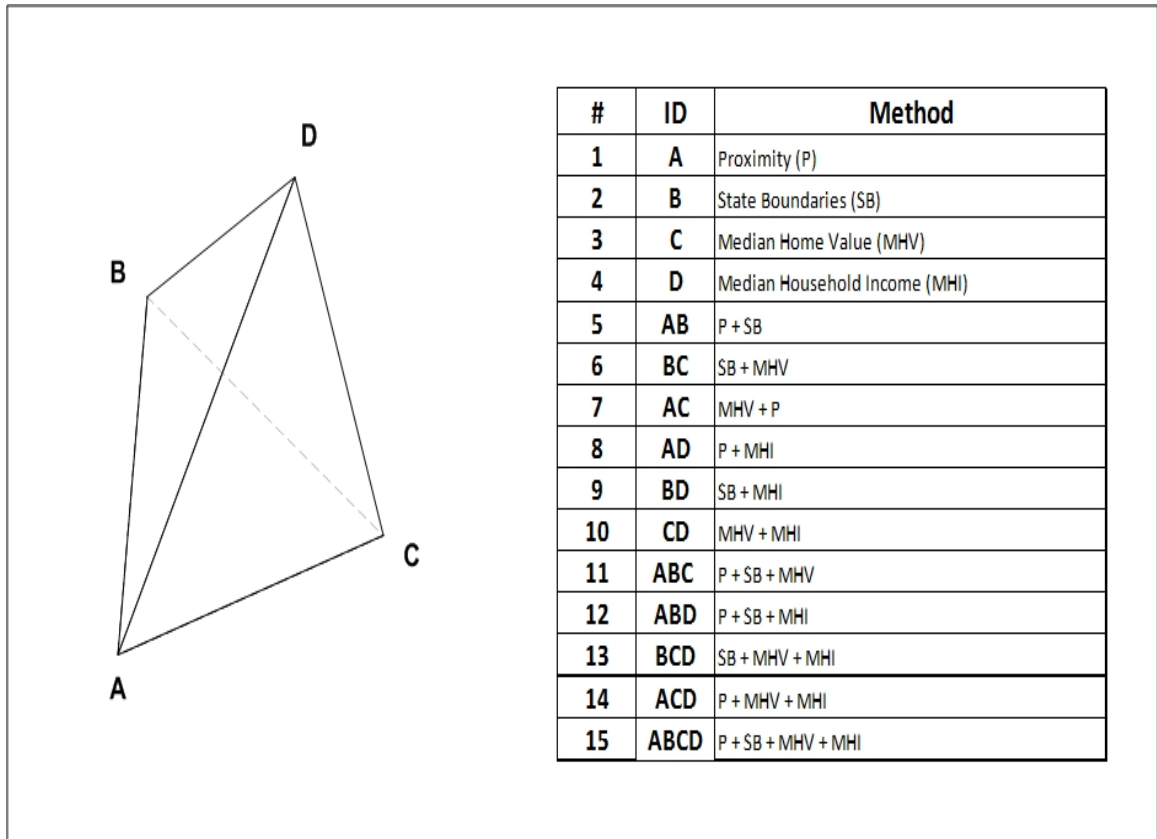 D
B
C
A
# ID Method
1 A Proximity (P)
2 B State Boundaries (SB)
3 C Median Home Value (MHV)
4 D Median Household Income (MHI)
5 AB P + SB
6 BC SB + MHV
7 AC MHV + P
8 AD P + MHI
9 BD SB + MHI
10 CD MHV + MHI
11 ABC P + SB + MHV
12 ABD P + SB + MHI
13 BCD SB + MHV + MHI
14 ACD P + MHV + MHI
15 ABCD P + SB + MHV + MHI